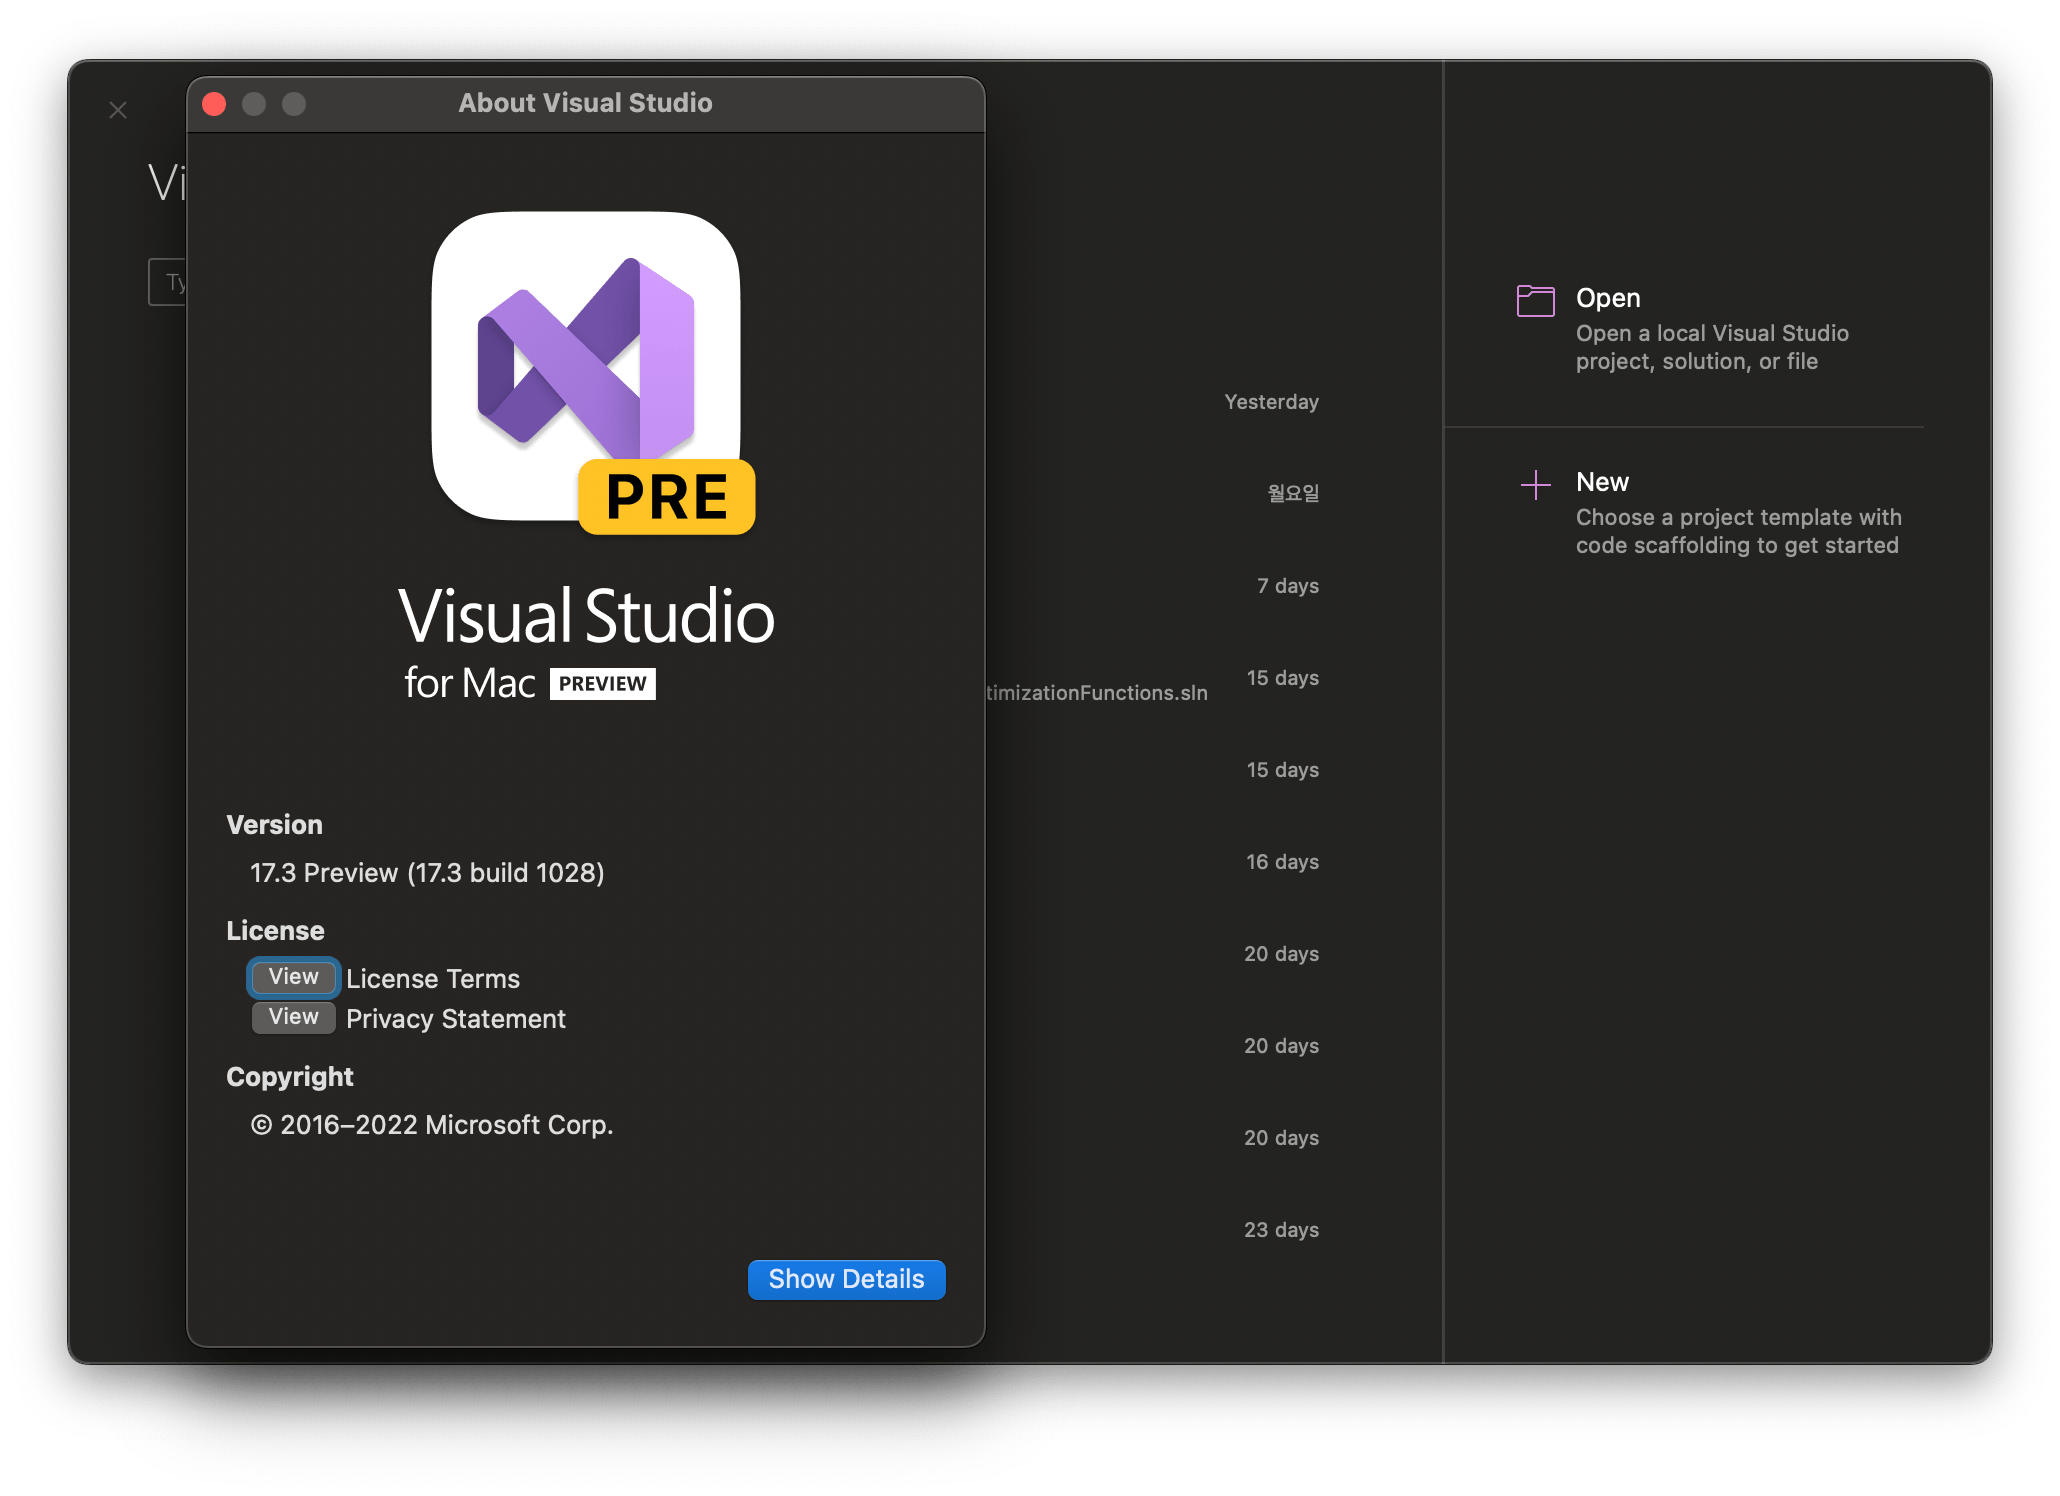 About Visual Studio
PRE
Visual Studio
for Mac PREVIEW
Version
17.3 Preview (17.3 build 1028)
License
View License Terms
View Privacy Statement
Copyright
© 2016–2022 Microsoft Corp.
Show Details
Vi
Ty
Yesterday
월요일
7 days
timizationFunctions.sln
15 days
15 days
16 days
20 days
20 days
20 days
23 days
Open
Open a local Visual Studio
project, solution, or file
New
Choose a project template with
code scaffolding to get started